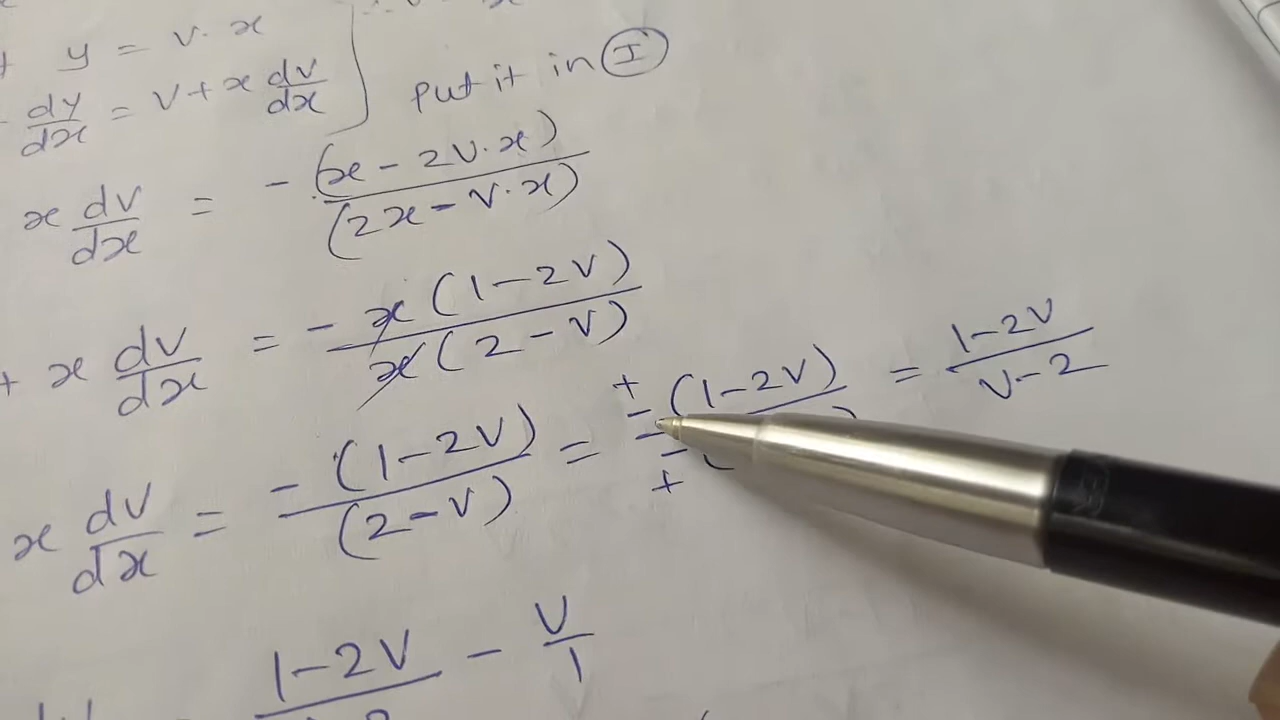 y = v·x
dy/dx = v + x dv/dx
put it in (I)
x dv/dx = -(x - 2v·x)/(2x - v·x)
+ x dv/dx = -x(1 - 2v)/x(2 - v)
x dv/dx = -(1 - 2v)/(2 - v) = -(1 - 2v)/ = 1 - 2v/v - 2
1 - 2v - v/1